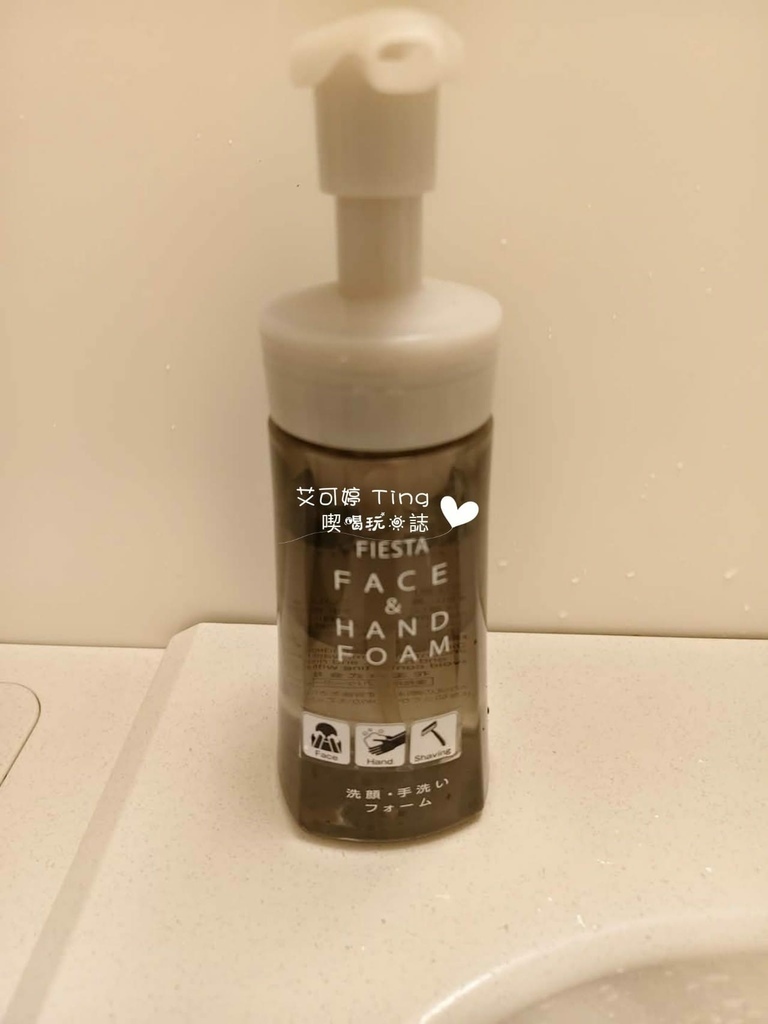 艾可婷 Ting
喫喝玩樂誌
FIESTA
FACE
&
HAND
FOAM
Face
Hand
Shaving
洗顔・手洗い
フォーム